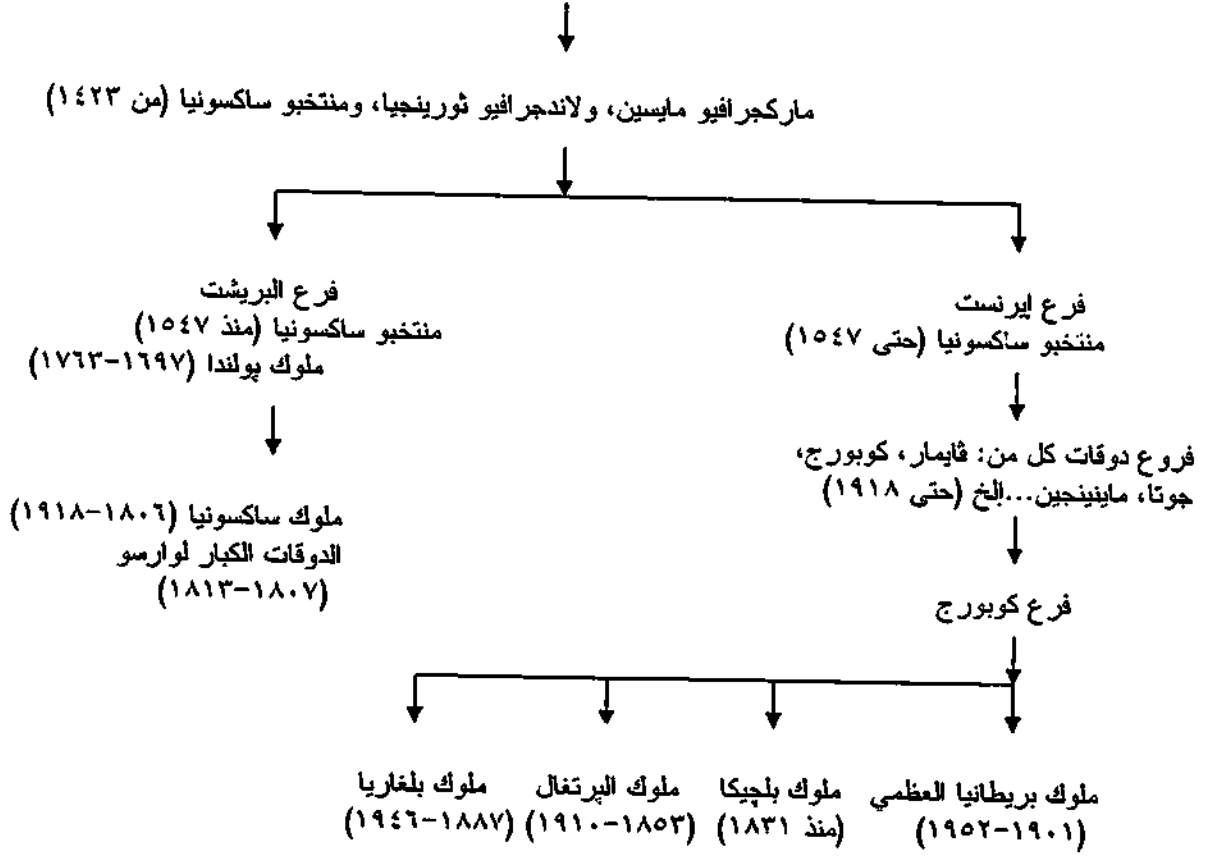 ماركجرافيو مايسين، ولاندجرافيو ثورينجيا، ومنتخبو ساكسونيا (من ١٤٢٣)
فرع إيرنست
منتخبو ساكسونيا (حتى ١٥٤٧)
فرع البريشت
منتخبو ساكسونيا (منذ ١٥٤٧)
ملوك پولندا (١٦٩٧-١٧٦٣)
فروع دوقات كل من: ڤايمار، كوبورج،
جوتا، ماينينجين...إلخ (حتى ١٩١٨)
ملوك ساكسونيا (١٨٠٦-١٩١٨)
الدوقات الكبار لوارسو
(١٨٠٧-١٨١٣)
فرع كوبورج
ملوك بريطانيا العظمي
(١٩٠١-١٩٥٢)
ملوك بلچيكا
(منذ ١٨٣١)
ملوك الپرتغال
(١٨٥٣-١٩١٠)
ملوك بلغاريا
(١٨٨٧-١٩٤٦)